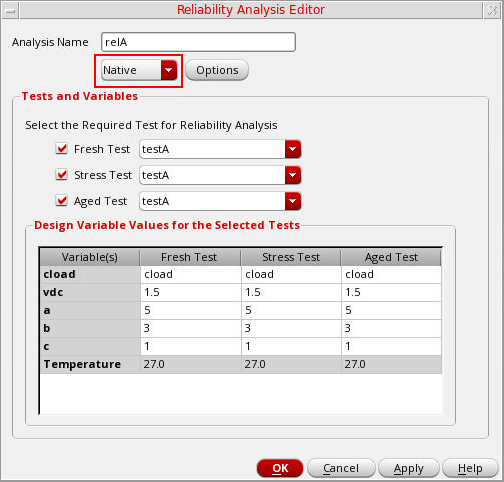 Reliability Analysis Editor
Analysis Name relA
Native Options
Tests and Variables
Select the Required Test for Reliability Analysis
Fresh Test testA
Stress Test testA
Aged Test testA
Design Variable Values for the Selected Tests
Variable(s) Fresh Test Stress Test Aged Test
cload cload cload cload
vdc 1.5 1.5 1.5
a 5 5 5
b 3 3 3
c 1 1 1
Temperature 27.0 27.0 27.0
OK Cancel Apply Help